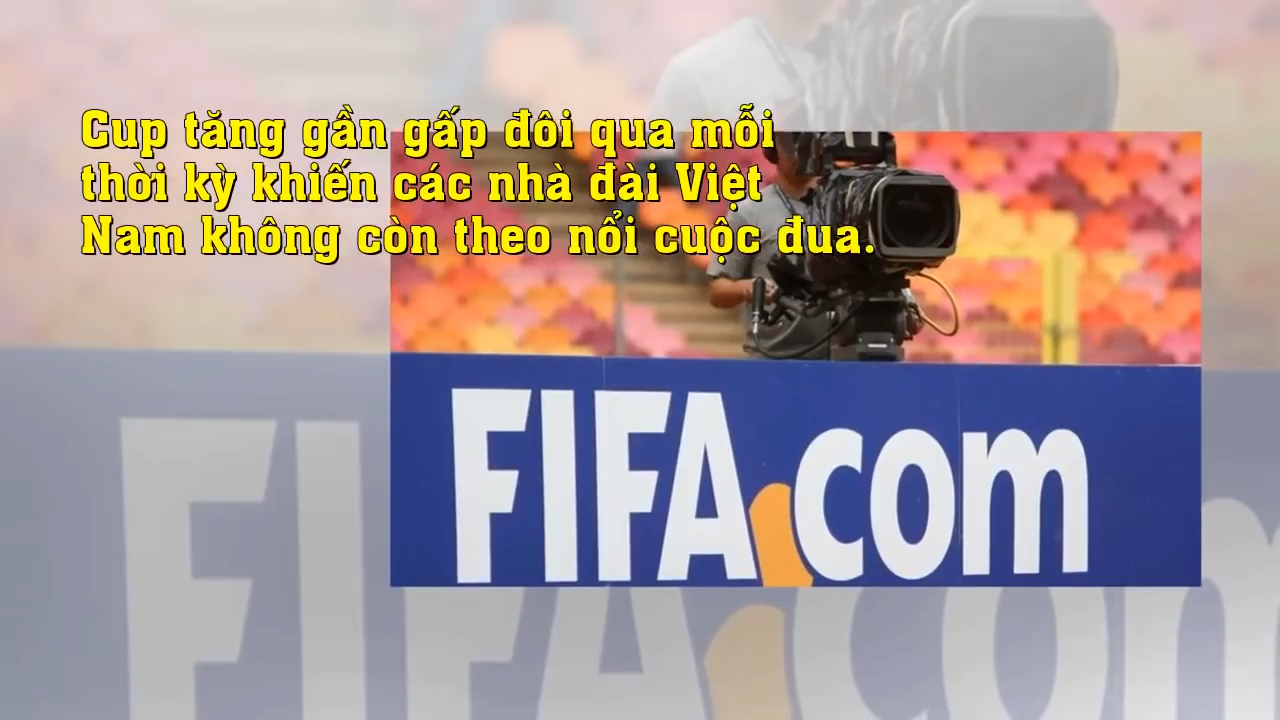 Cup tăng gần gấp đôi qua mỗi
thời kỳ khiến các nhà đài Việt
Nam không còn theo nổi cuộc đua.
FIFA.com